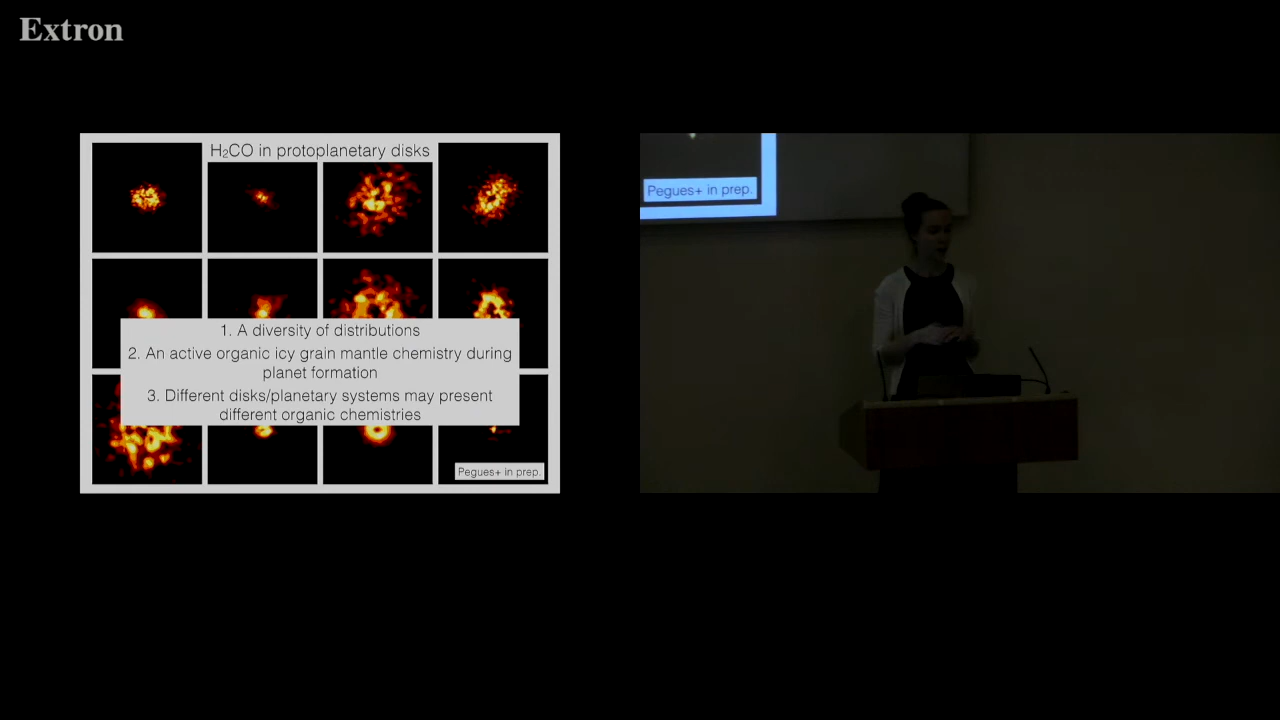 Extron
H₂CO in protoplanetary disks
1. A diversity of distributions
2. An active organic icy grain mantle chemistry during
planet formation
3. Different disks/planetary systems may present
different organic chemistries
Pegues+ in prep.
Pegues+ in prep.